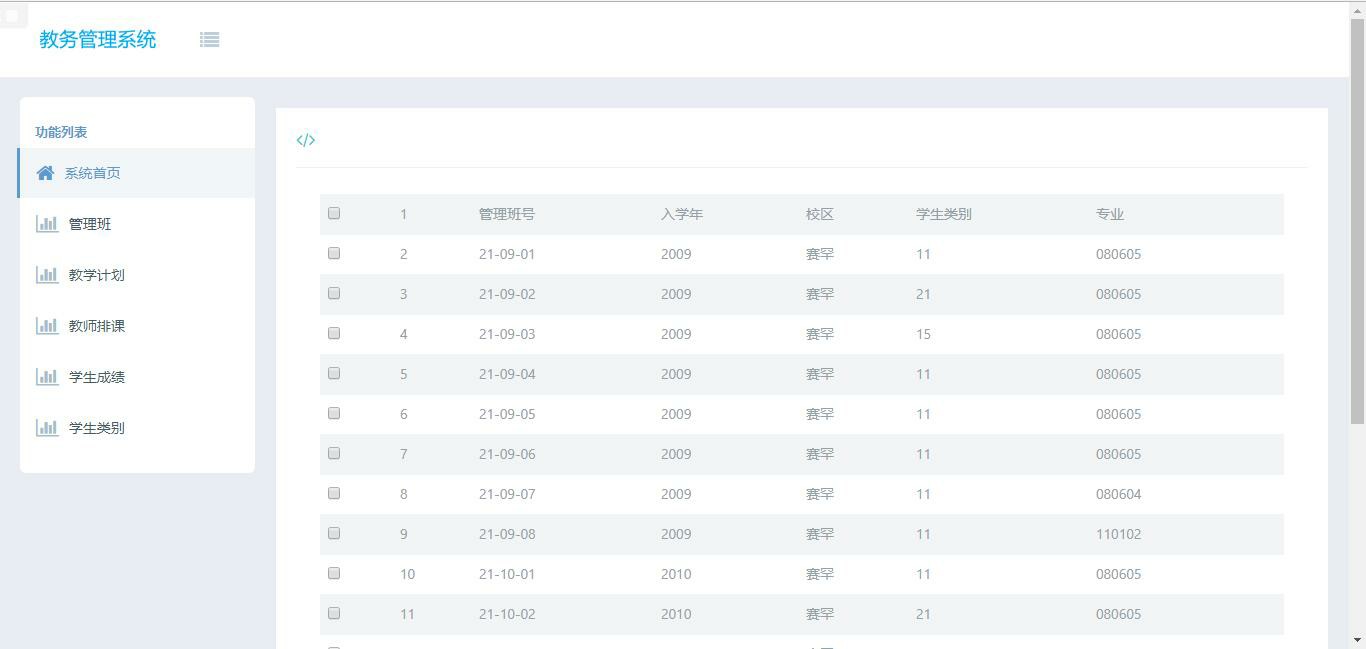 教务管理系统
功能列表
系统首页
管理班
教学计划
教师排课
学生成绩
学生类别
</>
1 管理班号 入学年 校区 学生类别 专业
2 21-09-01 2009 赛罕 11 080605
3 21-09-02 2009 赛罕 21 080605
4 21-09-03 2009 赛罕 15 080605
5 21-09-04 2009 赛罕 11 080605
6 21-09-05 2009 赛罕 11 080605
7 21-09-06 2009 赛罕 11 080605
8 21-09-07 2009 赛罕 11 080604
9 21-09-08 2009 赛罕 11 110102
10 21-10-01 2010 赛罕 11 080605
11 21-10-02 2010 赛罕 21 080605